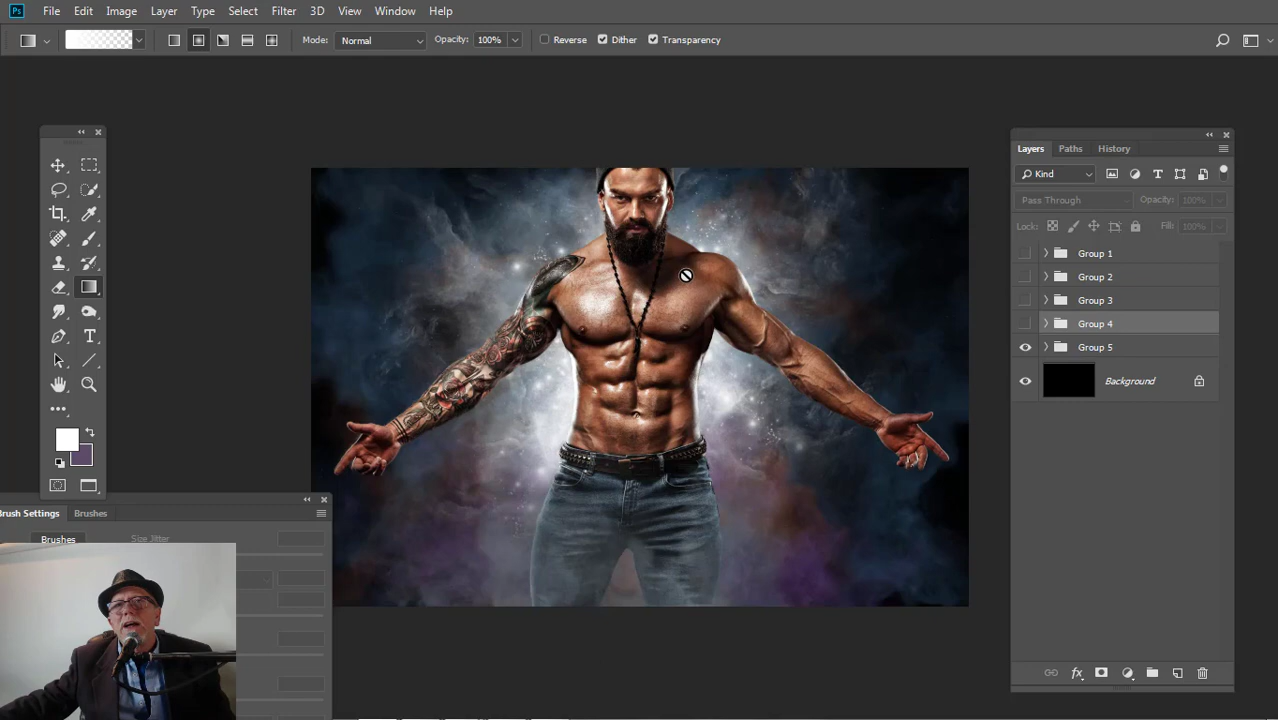 Ps File Edit Image Layer Type Select Filter 3D View Window Help
Mode: Normal Opacity: 100% Reverse Dither Transparency
Layers Paths History
Kind
Pass Through Opacity: 100%
Lock: Fill: 100%
Group 1
Group 2
Group 3
Group 4
Group 5
Background
Brush Settings Brushes
Brushes Size Jitter